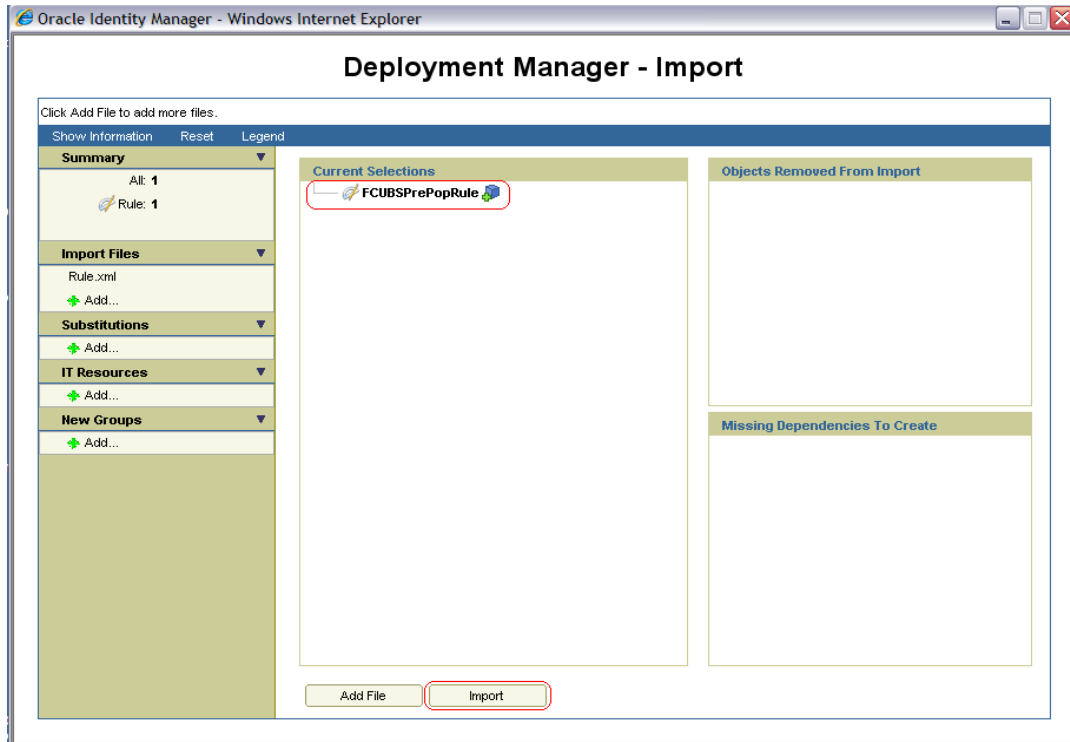 Oracle Identity Manager - Windows Internet Explorer
Deployment Manager - Import
Click Add File to add more files.
Show Information Reset Legend
Summary
All: 1
Rule: 1
Import Files
Rule.xml
Add...
Substitutions
Add...
IT Resources
Add...
New Groups
Add...
Current Selections
FCUBSPrePopRule
Objects Removed From Import
Missing Dependencies To Create
Add File Import